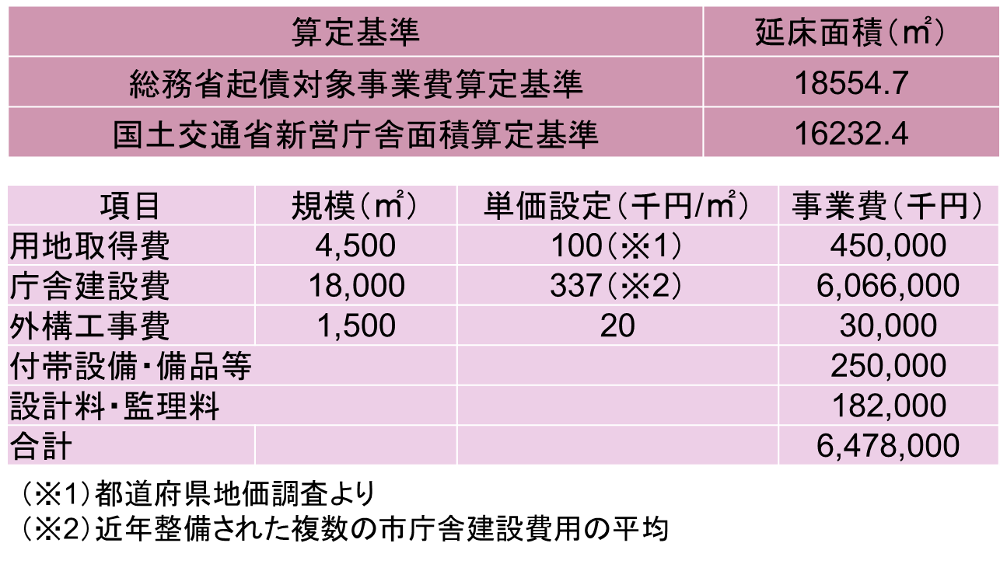 算定基準 延床面積（㎡）
総務省起債対象事業費算定基準 18554.7
国土交通省新営庁舎面積算定基準 16232.4
項目 規模（㎡） 単価設定（千円/㎡） 事業費（千円）
用地取得費 4,500 100（※1） 450,000
庁舎建設費 18,000 337（※2） 6,066,000
外構工事費 1,500 20 30,000
付帯設備・備品等 250,000
設計料・監理料 182,000
合計 6,478,000
（※1）都道府県地価調査より
（※2）近年整備された複数の市庁舎建設費用の平均